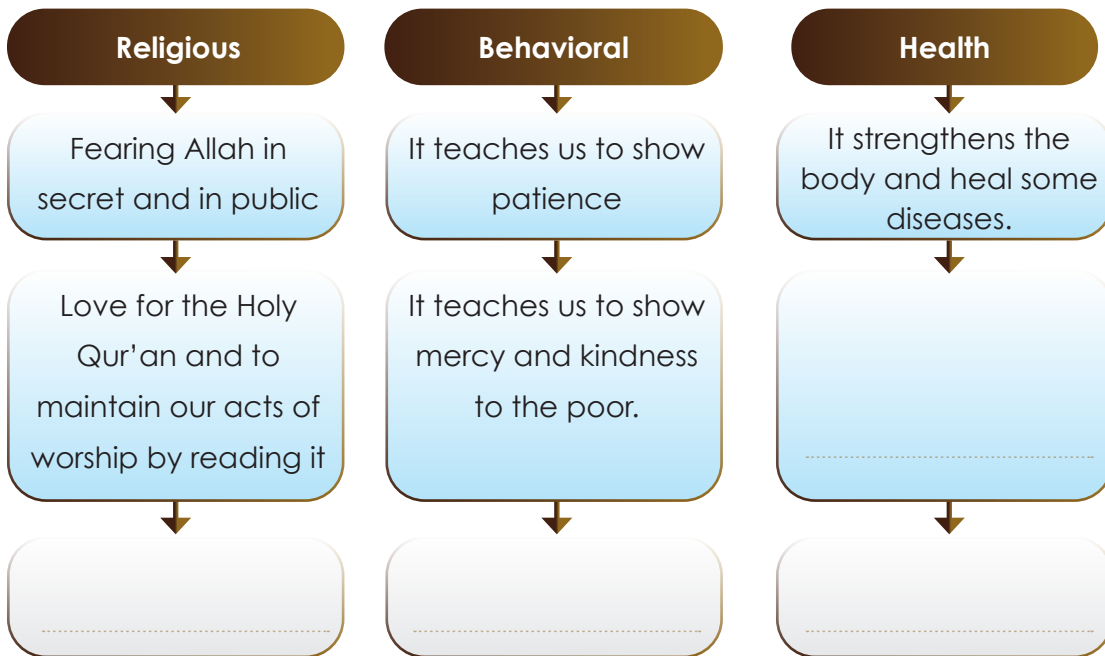 Religious
Fearing Allah in
secret and in public
Love for the Holy
Qur'an and to
maintain our acts of
worship by reading it
Behavioral
It teaches us to show
patience
It teaches us to show
mercy and kindness
to the poor.
Health
It strengthens the
body and heal some
diseases.